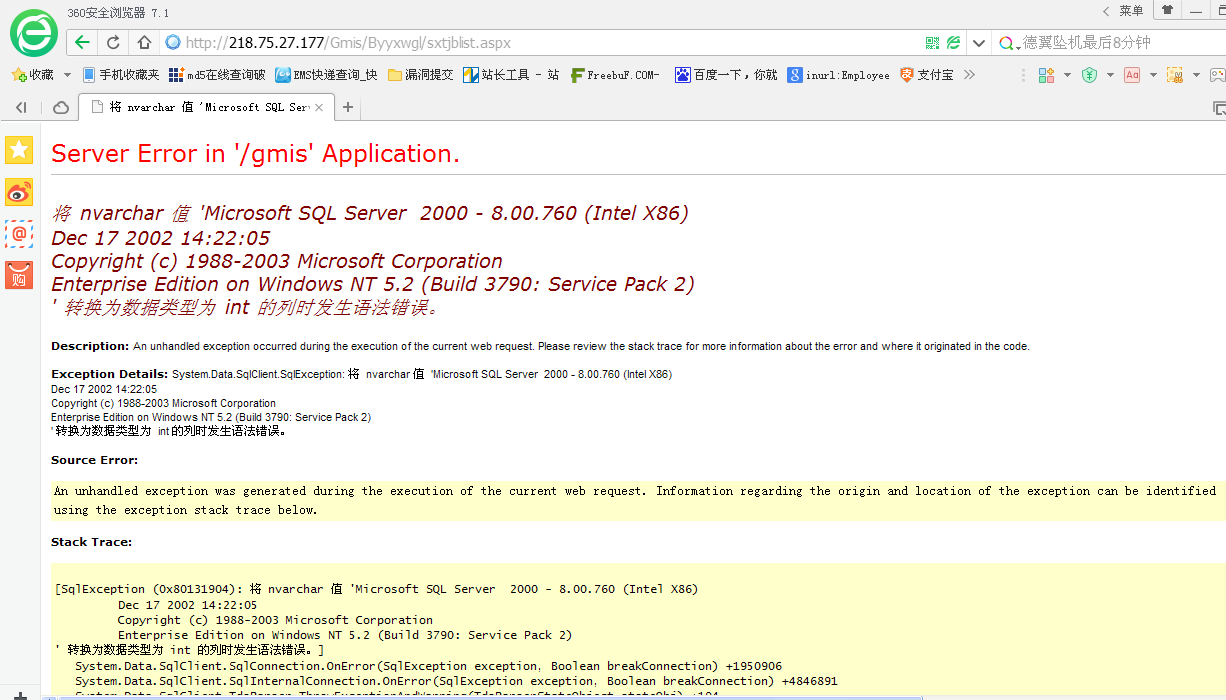 360安全浏览器 7.1
菜单
http://218.75.27.177/Gmis/Byyxwgl/sxtjblist.aspx
德翼坠机最后8分钟
收藏 手机收藏夹 md5在线查询破 EMS快递查询_快 漏洞提交 站长工具 - 站 FreebuF.COM- 百度一下，你就 inurl:Employee 支付宝
将 nvarchar 值 'Microsoft SQL Ser
Server Error in '/gmis' Application.
将 nvarchar 值 'Microsoft SQL Server 2000 - 8.00.760 (Intel X86)
Dec 17 2002 14:22:05
Copyright (c) 1988-2003 Microsoft Corporation
Enterprise Edition on Windows NT 5.2 (Build 3790: Service Pack 2)
' 转换为数据类型为 int 的列时发生语法错误。
Description: An unhandled exception occurred during the execution of the current web request. Please review the stack trace for more information about the error and where it originated in the code.
Exception Details: System.Data.SqlClient.SqlException: 将 nvarchar 值 'Microsoft SQL Server 2000 - 8.00.760 (Intel X86)
Dec 17 2002 14:22:05
Copyright (c) 1988-2003 Microsoft Corporation
Enterprise Edition on Windows NT 5.2 (Build 3790: Service Pack 2)
' 转换为数据类型为 int 的列时发生语法错误。
Source Error:
An unhandled exception was generated during the execution of the current web request. Information regarding the origin and location of the exception can be identified
using the exception stack trace below.
Stack Trace:
[SqlException (0x80131904): 将 nvarchar 值 'Microsoft SQL Server 2000 - 8.00.760 (Intel X86)
Dec 17 2002 14:22:05
Copyright (c) 1988-2003 Microsoft Corporation
Enterprise Edition on Windows NT 5.2 (Build 3790: Service Pack 2)
' 转换为数据类型为 int 的列时发生语法错误。]
System.Data.SqlClient.SqlConnection.OnError(SqlException exception, Boolean breakConnection) +1950906
System.Data.SqlClient.SqlInternalConnection.OnError(SqlException exception, Boolean breakConnection) +4846891